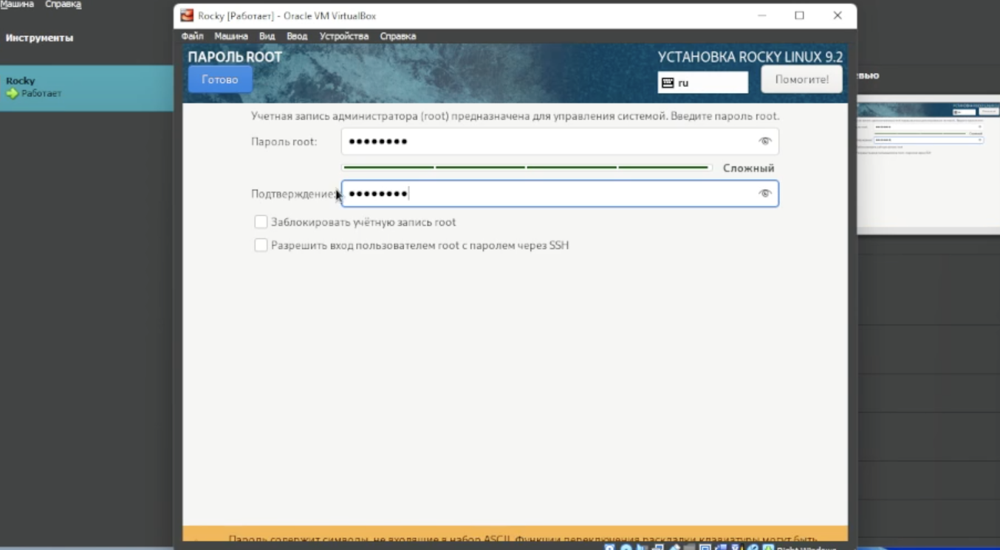 Машина Справка
Инструменты
Rocky
Работает
Rocky [Работает] - Oracle VM VirtualBox
Файл Машина Вид Ввод Устройства Справка
ПАРОЛЬ ROOT
УСТАНОВКА ROCKY LINUX 9.2
Готово
ru
Помогите!
Учетная запись администратора (root) предназначена для управления системой. Введите пароль root.
Пароль root: ••••••••
Сложный
Подтверждение: ••••••••
Заблокировать учётную запись root
Разрешить вход пользователем root с паролем через SSH
Пароль содержит символы, не входящие в набор ASCII. Функции переключения раскладки клавиатуры могут быть
Right Windows